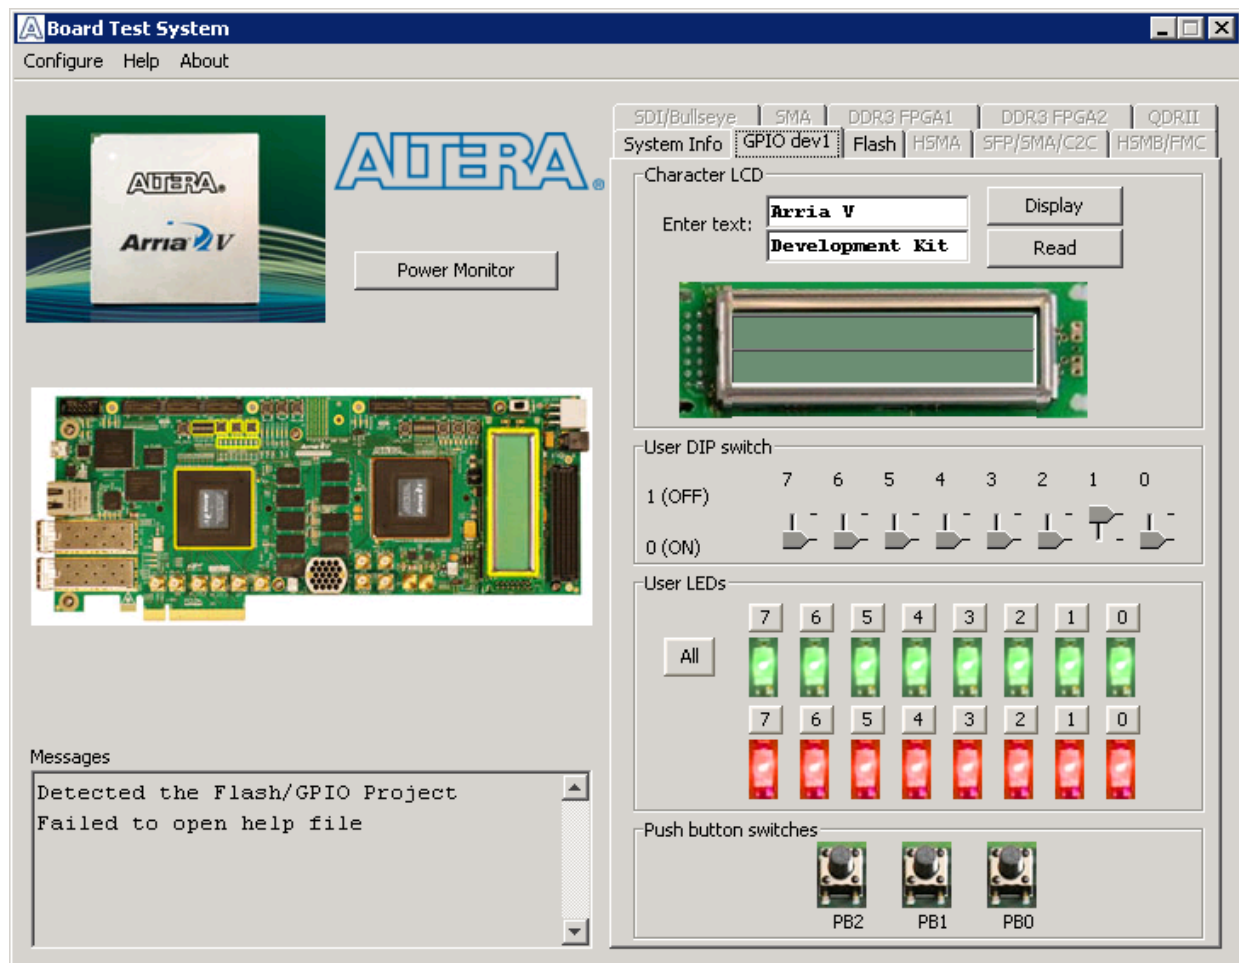 Board Test System
Configure Help About
ALTERA®
Arria V
ALTERA®
Power Monitor
Messages
Detected the Flash/GPIO Project
Failed to open help file
SDI/Bullseye SMA DDR3 FPGA1 DDR3 FPGA2 QDRII
System Info GPIO dev1 Flash HSMA SFP/SMA/C2C HSMB/FMC
Character LCD
Enter text:
Arria V
Development Kit
Display
Read
User DIP switch
7 6 5 4 3 2 1 0
1 (OFF)
0 (ON)
User LEDs
7 6 5 4 3 2 1 0
All
7 6 5 4 3 2 1 0
Push button switches
PB2 PB1 PB0